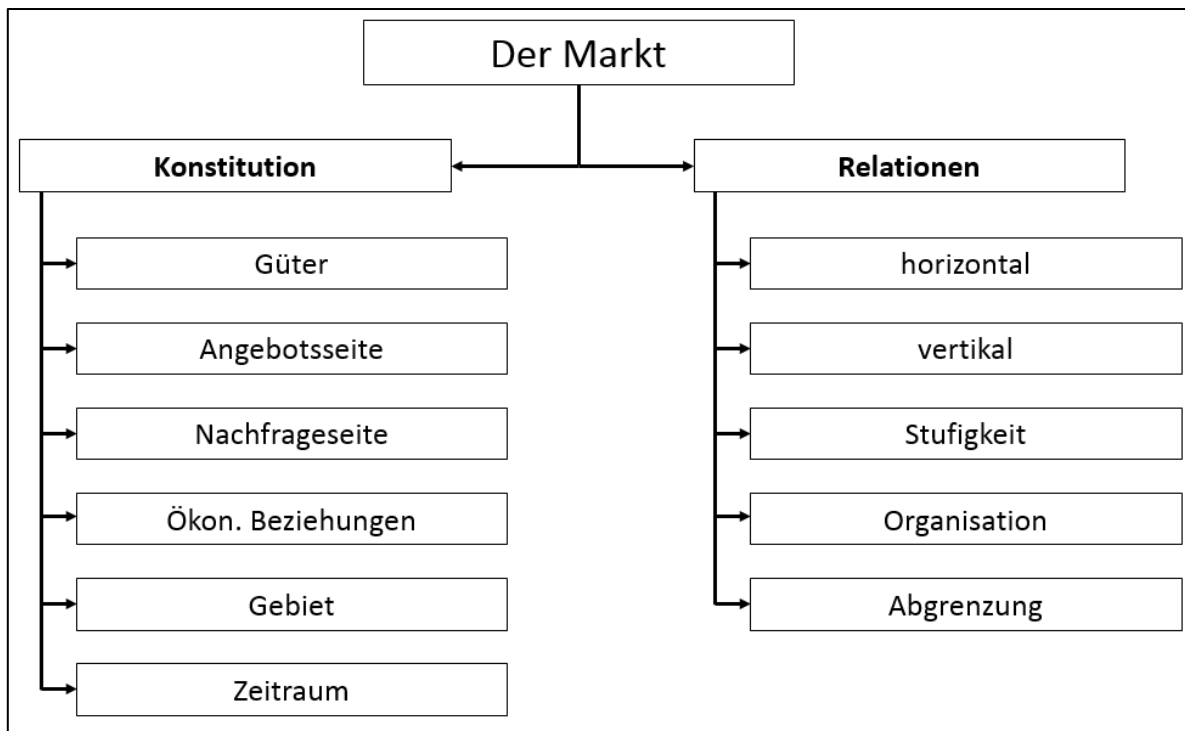 Der Markt
Konstitution
Güter
Angebotsseite
Nachfrageseite
Ökon. Beziehungen
Gebiet
Zeitraum
Relationen
horizontal
vertikal
Stufigkeit
Organisation
Abgrenzung